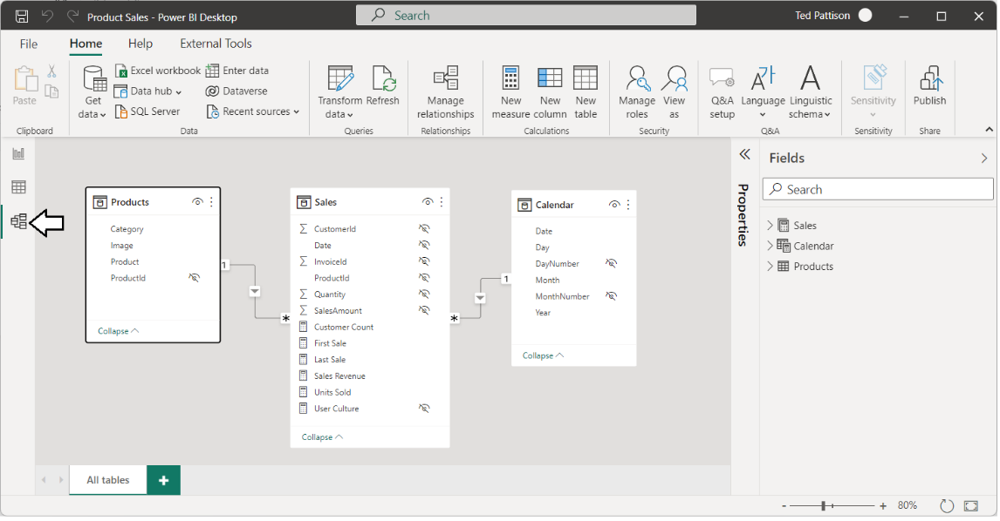 Product Sales - Power BI Desktop
Search
Ted Pattison
File
Home
Help
External Tools
Paste
Clipboard
Get data
Excel workbook
Data hub
SQL Server
Enter data
Dataverse
Recent sources
Data
Transform data
Refresh
Queries
Manage relationships
Relationships
New measure
New column
New table
Calculations
Manage roles
View as
Security
Q&A setup
Language
Linguistic schema
Q&A
Sensitivity
Sensitivity
Publish
Share
Products
Category
Image
Product
ProductId
Collapse
1
*
Sales
CustomerId
Date
InvoiceId
ProductId
Quantity
SalesAmount
Customer Count
First Sale
Last Sale
Sales Revenue
Units Sold
User Culture
Collapse
*
1
Calendar
Date
Day
DayNumber
Month
MonthNumber
Year
Collapse
Properties
Fields
Search
Sales
Calendar
Products
All tables
+
- + 80%